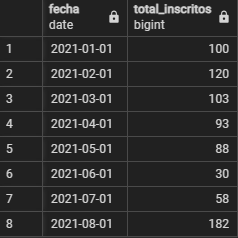 fecha total_inscritos
date bigint
1 2021-01-01 100
2 2021-02-01 120
3 2021-03-01 103
4 2021-04-01 93
5 2021-05-01 88
6 2021-06-01 30
7 2021-07-01 58
8 2021-08-01 182